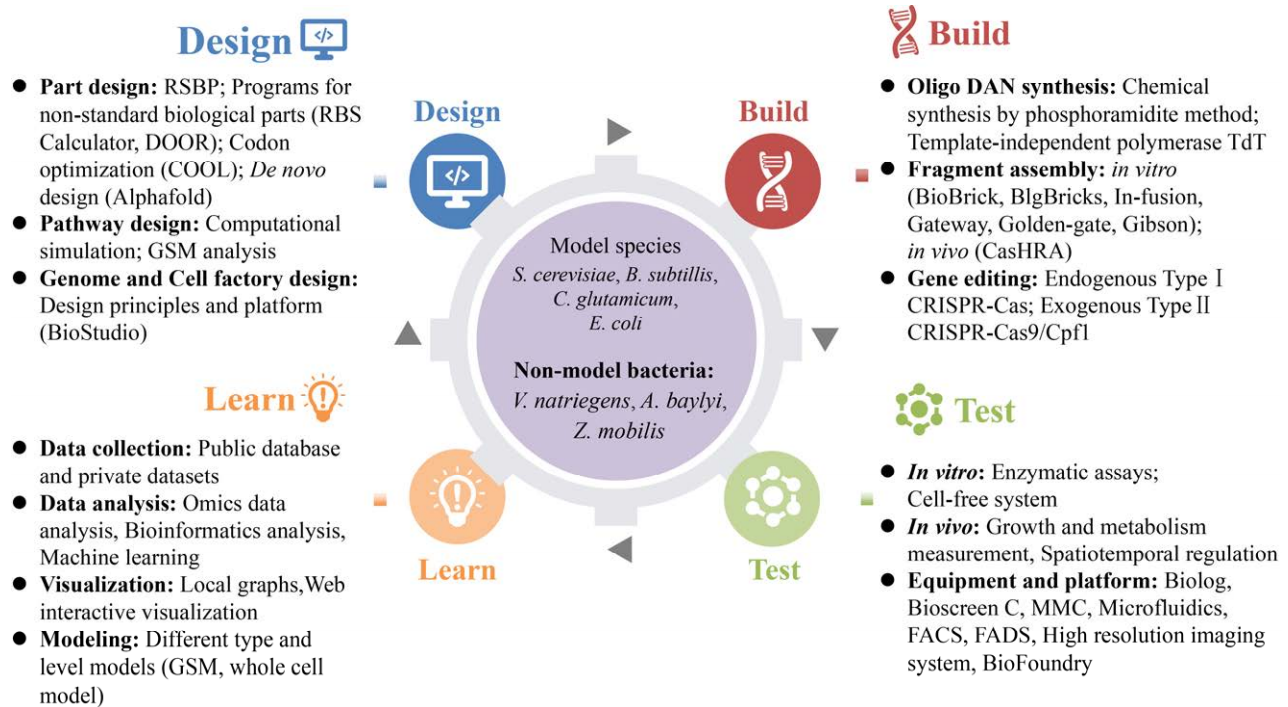 Design </>
● Part design: RSBP; Programs for
non-standard biological parts (RBS
Calculator, DOOR); Codon
optimization (COOL); De novo
design (Alphafold)
● Pathway design: Computational
simulation; GSM analysis
● Genome and Cell factory design:
Design principles and platform
(BioStudio)
Learn
● Data collection: Public database
and private datasets
● Data analysis: Omics data
analysis, Bioinformatics analysis,
Machine learning
● Visualization: Local graphs,Web
interactive visualization
● Modeling: Different type and
level models (GSM, whole cell
model)
Design
</>
Build
Model species
S. cerevisiae, B. subtillis,
C. glutamicum,
E. coli
Non-model bacteria:
V. natriegens, A. baylyi,
Z. mobilis
Learn
Test
Build
● Oligo DAN synthesis: Chemical
synthesis by phosphoramidite method;
Template-independent polymerase TdT
● Fragment assembly: in vitro
(BioBrick, BlgBricks, In-fusion,
Gateway, Golden-gate, Gibson);
in vivo (CasHRA)
● Gene editing: Endogenous Type Ⅰ
CRISPR-Cas; Exogenous Type Ⅱ
CRISPR-Cas9/Cpf1
Test
● In vitro: Enzymatic assays;
Cell-free system
● In vivo: Growth and metabolism
measurement, Spatiotemporal regulation
● Equipment and platform: Biolog,
Bioscreen C, MMC, Microfluidics,
FACS, FADS, High resolution imaging
system, BioFoundry